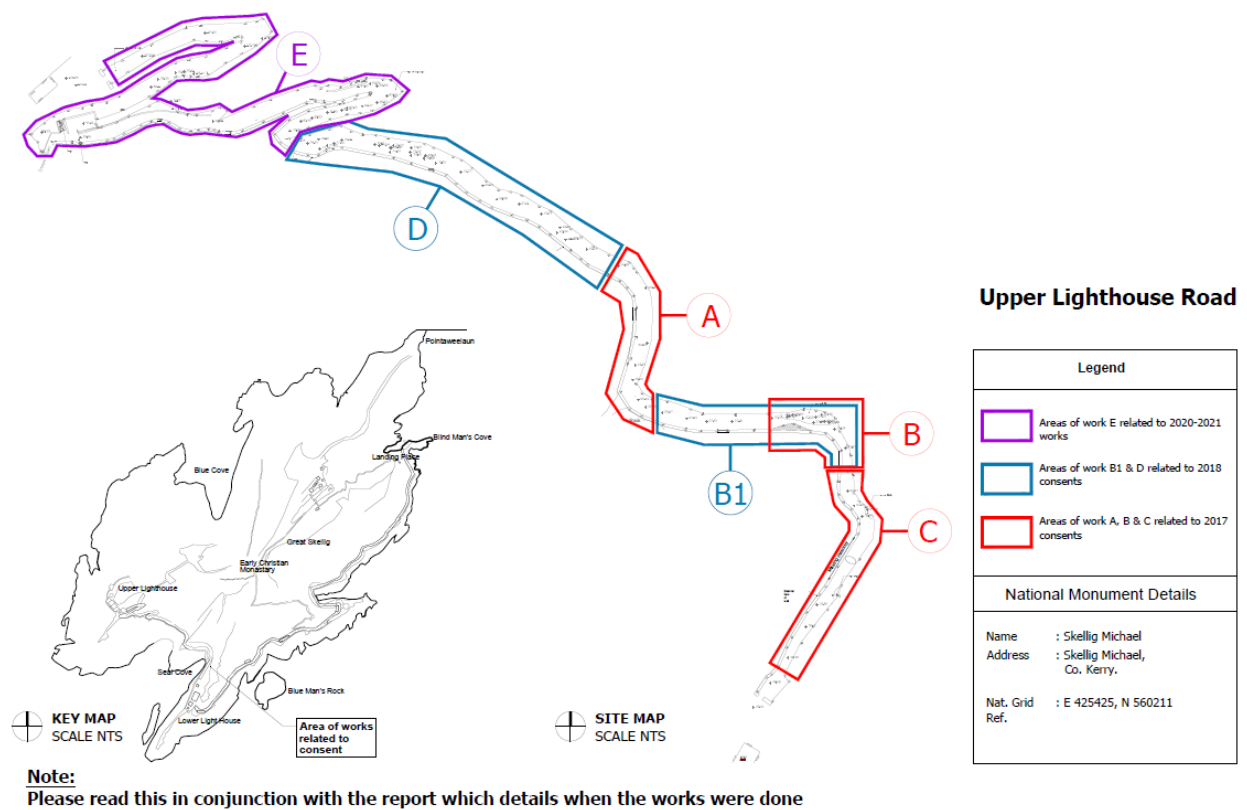 E
D
A
B
B1
C
Upper Lighthouse Road
Legend
Areas of work E related to 2020-2021
works
Areas of work B1 & D related to 2018
consents
Areas of work A, B & C related to 2017
consents
National Monument Details
Name : Skellig Michael
Address : Skellig Michael,
Co. Kerry.
Nat. Grid : E 425425, N 560211
Ref.
Pointaweelaun
Blind Man's Cove
Landing Place
Blue Cove
Great Skellig
Early Christian
Monastary
Upper Lighthouse
Seal Cove
Blue Man's Rock
Lower Light House
Area of works
related to
consent
KEY MAP
SCALE NTS
SITE MAP
SCALE NTS
Note:
Please read this in conjunction with the report which details when the works were done